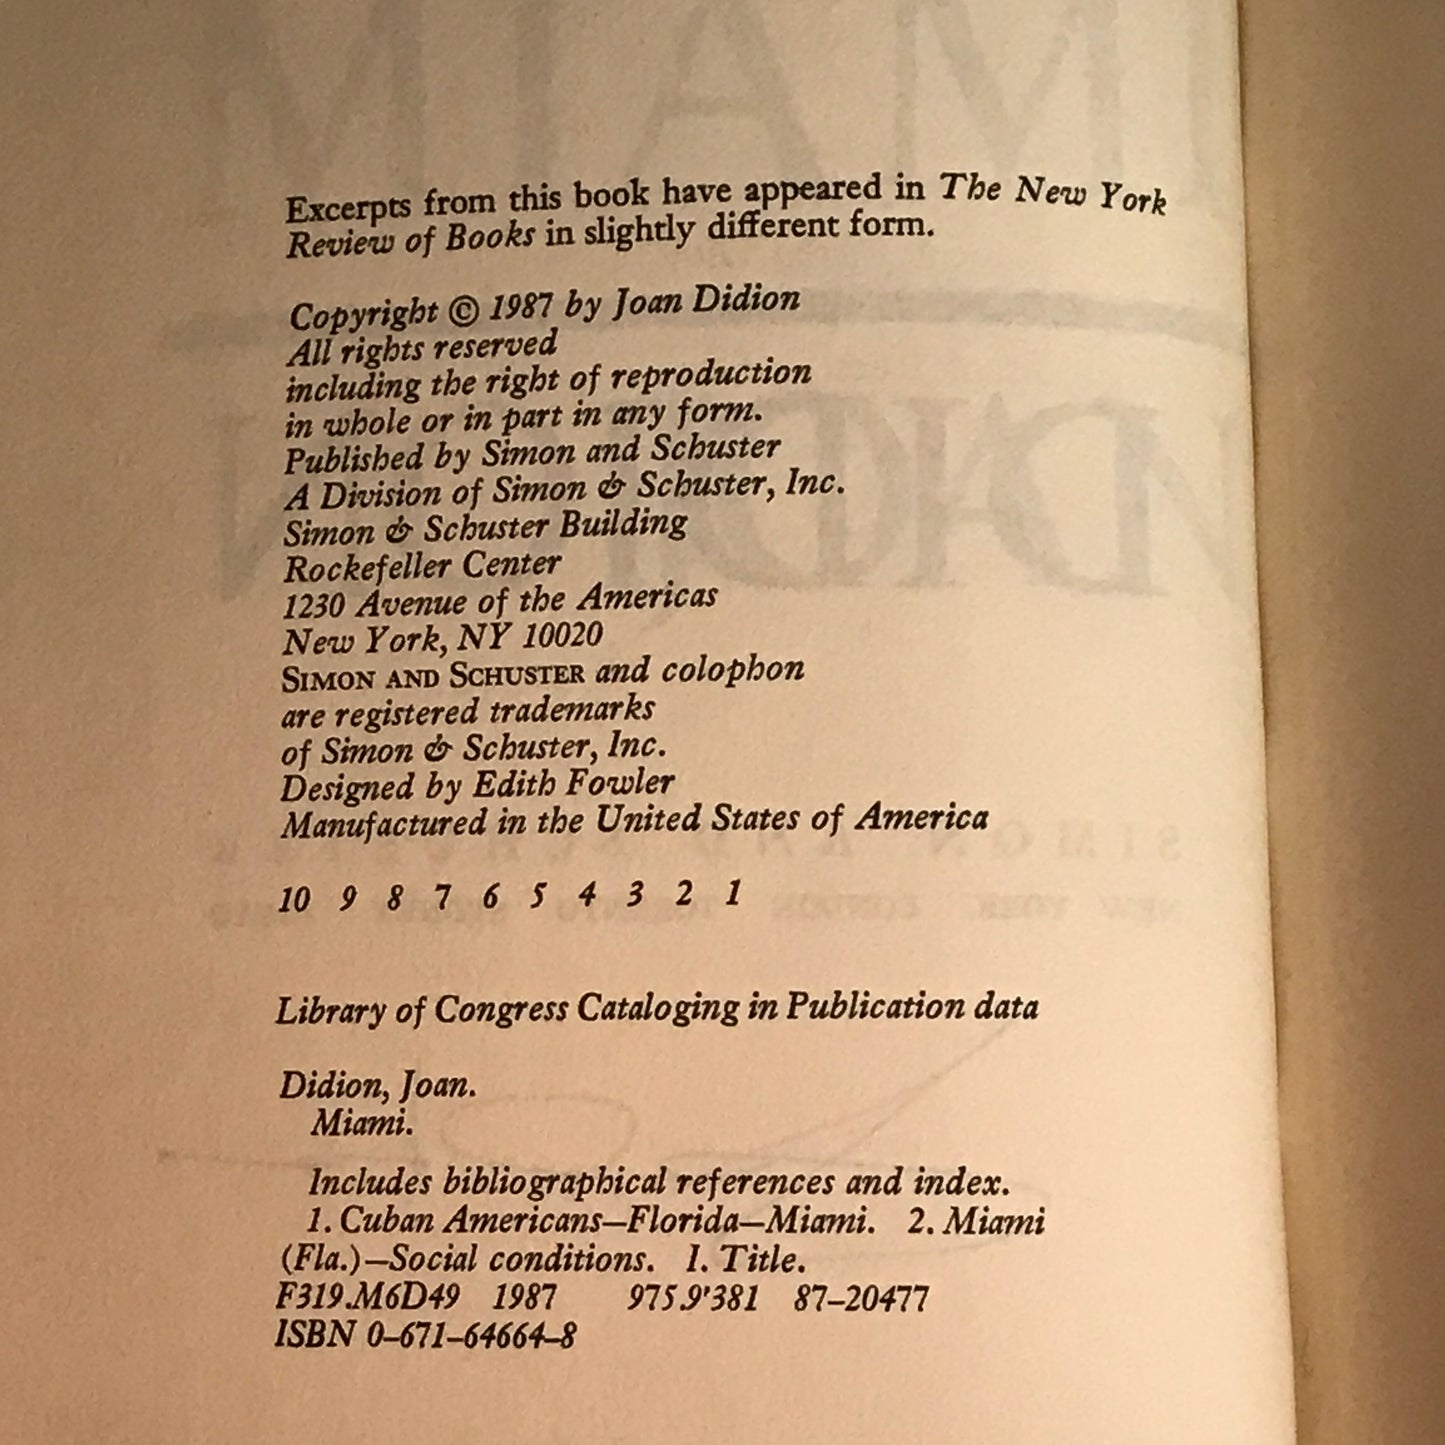 Excerpts from this book have appeared in The New York
Review of Books in slightly different form.
Copyright © 1987 by Joan Didion
All rights reserved
including the right of reproduction
in whole or in part in any form.
Published by Simon and Schuster
A Division of Simon & Schuster, Inc.
Simon & Schuster Building
Rockefeller Center
1230 Avenue of the Americas
New York, NY 10020
SIMON AND SCHUSTER and colophon
are registered trademarks
of Simon & Schuster, Inc.
Designed by Edith Fowler
Manufactured in the United States of America
10 9 8 7 6 5 4 3 2 1
Library of Congress Cataloging in Publication data
Didion, Joan.
Miami.
Includes bibliographical references and index.
1. Cuban Americans—Florida—Miami. 2. Miami
(Fla.)—Social conditions. I. Title.
F319.M6D49 1987 975.9'381 87–20477
ISBN 0–671–64664–8